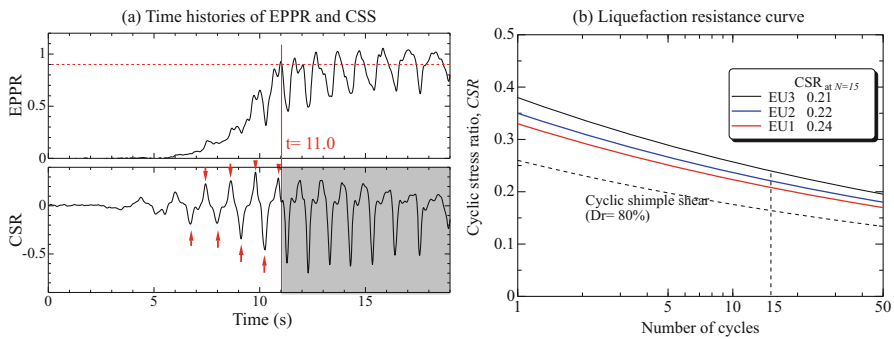 (a) Time histories of EPPR and CSS
EPPR
1
0.5
0
t= 11.0
CSR
0.5
0
-0.5
0 5 10 15
Time (s)
(b) Liquefaction resistance curve
Cyclic stress ratio, CSR
0.5
0.4
0.3
0.2
0.1
0
CSR at N=15
EU3 0.21
EU2 0.22
EU1 0.24
Cyclic shimple shear
(Dr= 80%)
1 5 10 15 50
Number of cycles